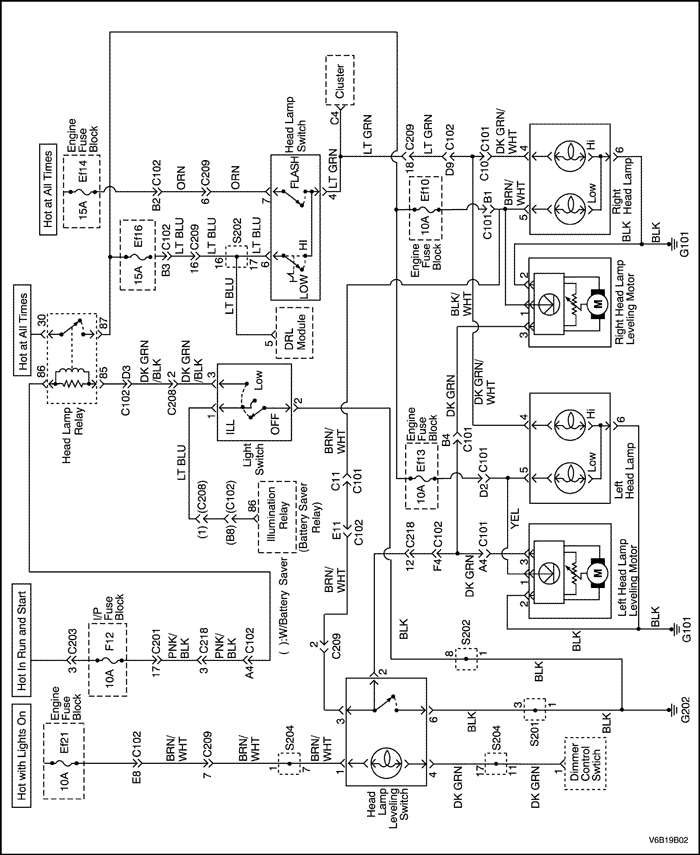 Hot with Lights On
Hot in Run and Start
Hot at All Times
Hot at All Times
Engine
Fuse
Block
Ef21
10A
E8
C102
BRN/
WHT
7
C209
BRN/
WHT
1
S204
7
BRN/
WHT
1
3
C203
I/P
Fuse
Block
F12
10A
17
C201
PNK/
BLK
3
C218
PNK/
BLK
A4
C102
( ):W/Battery Saver
Head Lamp
Relay
86
30
85
87
C102
D3
DK GRN
/BLK
C208
2
DK GRN
/BLK
3
1
Low
ILL
OFF
2
Light
Switch
LT BLU
(1)
(C208)
(B8)
(C102)
86
Illumination
Relay
(Battery Saver
Relay)
Engine
Fuse
Block
Ef14
15A
B2
C102
ORN
6
C209
ORN
7
Ef16
15A
B3
C102
LT BLU
16
C209
LT BLU
16
S202
17
LT BLU
6
LT BLU
5
DRL
Module
Head Lamp
Switch
FLASH
HI
LOW
4
LT GRN
Cluster
C4
LT GRN
LT GRN
18
C209
LT GRN
D9
C102
C101
C10
DK GRN/
WHT
4
Hi
Low
6
5
Right
Head Lamp
Engine
Fuse
Block
Ef10
10A
C101
B1
BRN/
WHT
BLK
BLK
G101
Head
Lamp
Leveling
Switch
3
2
6
4
2
C209
BRN/
WHT
E11
C102
C11
C101
BRN/
WHT
BLK/
WHT
2
1
3
M
Right Head Lamp
Leveling Motor
DK GRN
B4
C101
DK GRN/
WHT
Engine
Fuse
Block
Ef13
10A
D2
C101
YEL
4
5
Hi
Low
6
Left
Head Lamp
12
C218
F4
C102
DK GRN
A4
C101
3
1
2
M
Left Head Lamp
Leveling Motor
BLK
G101
BLK
8
S202
1
BLK
3
S201
1
BLK
BLK
G202
DK GRN
17
S204
11
DK GRN
1
Dimmer
Control
Swtich
V6B19B02